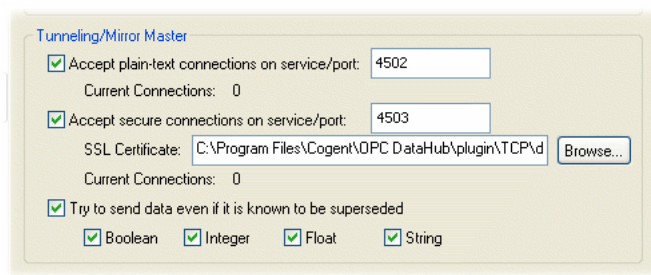 Tunneling/Mirror Master
Accept plain-text connections on service/port: 4502
Current Connections: 0
Accept secure connections on service/port: 4503
SSL Certificate: C:\Program Files\Cogent\OPC DataHub\plugin\TCP\d Browse...
Current Connections: 0
Try to send data even if it is known to be superseded
Boolean Integer Float String